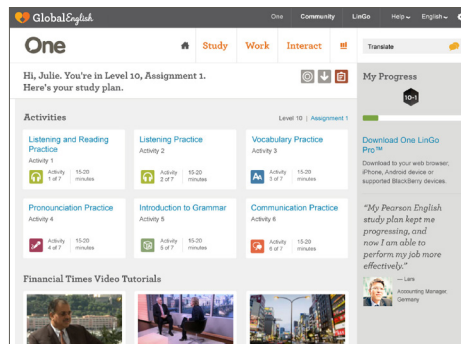 GlobalEnglish
One Community LinGo Help English
One
Study Work Interact
Translate
Hi, Julie. You're in Level 10, Assignment 1.
Here's your study plan.
My Progress
10-1
Activities
Level 10 | Assignment 1
Listening and Reading
Practice
Activity 1
Activity
1 of 7
15-20
minutes
Listening Practice
Activity 2
Activity
2 of 7
15-20
minutes
Vocabulary Practice
Activity 3
AA
Activity
3 of 7
15-20
minutes
Pronounciation Practice
Activity 4
Activity
4 of 7
15-20
minutes
Introduction to Grammar
Activity 5
Activity
5 of 7
15-20
minutes
Communication Practice
Activity 6
Activity
6 of 7
15-20
minutes
Download One LinGo
Pro™
Download to your web browser,
iPhone, Android device or
supported BlackBerry devices.
"My Pearson English
study plan kept me
progressing, and
now I am able to
perform my job more
effectively."
— Lars
Accounting Manager,
Germany
Financial Times Video Tutorials